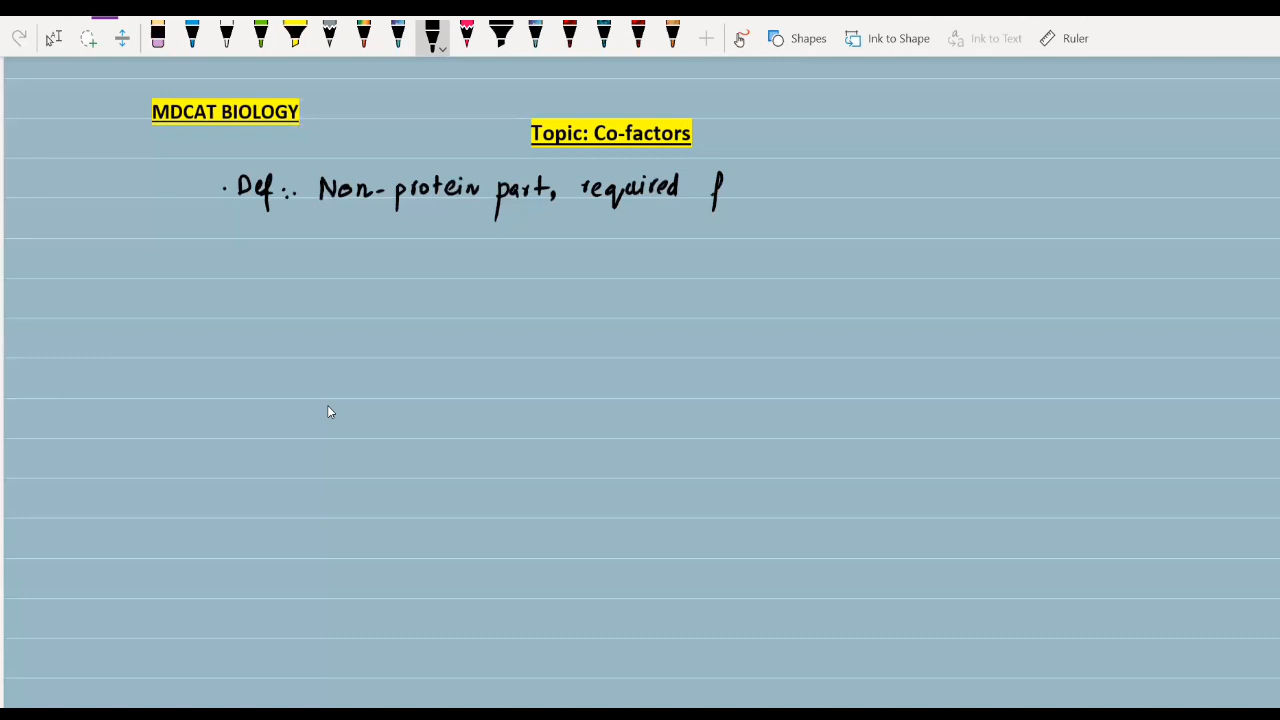 Shapes Ink to Shape Ink to Text Ruler
MDCAT BIOLOGY
Topic: Co-factors
· Def:. Non-protein part, required f